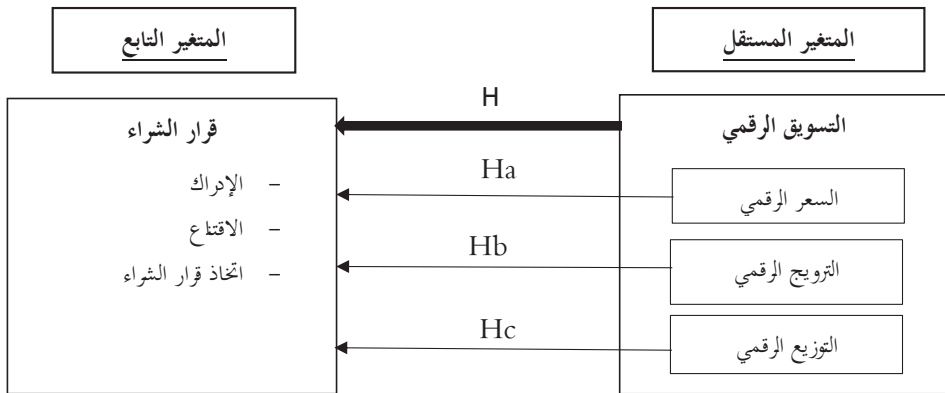 المتغير المستقل
المتغير التابع
H
التسويق الرقمي
قرار الشراء
Ha
السعر الرقمي
- الإدراك
- الاقتناع
Hb
الترويج الرقمي
- اتخاذ قرار الشراء
Hc
التوزيع الرقمي